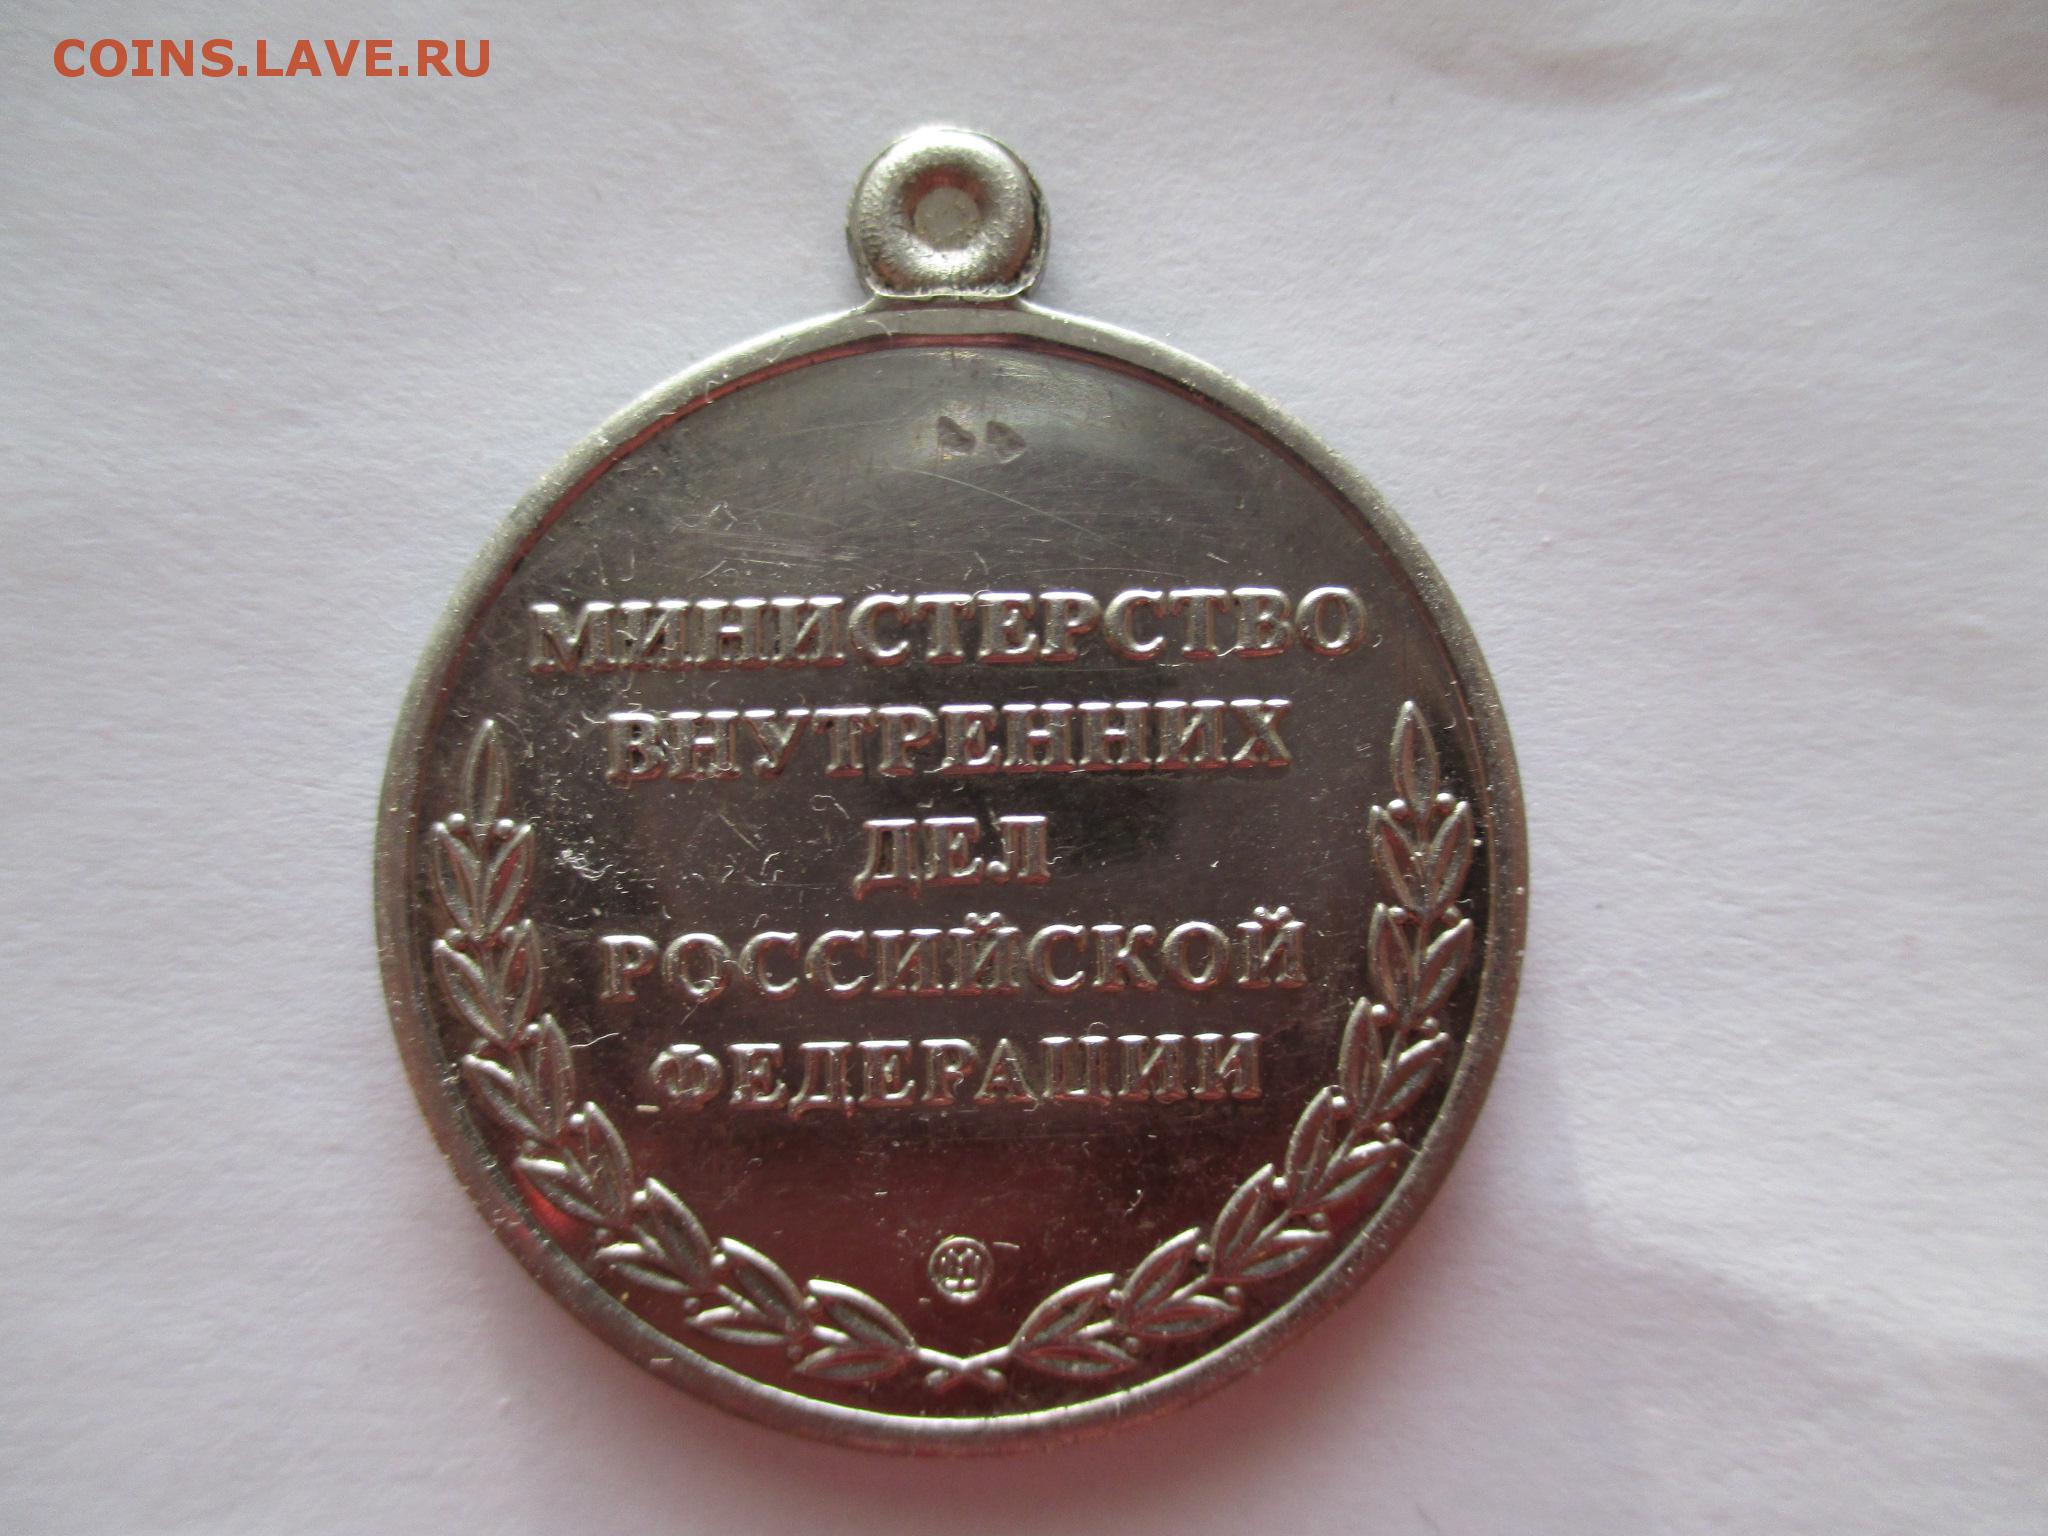 COINS.LAVE.RU
МИНИСТЕРСТВО
ВНУТРЕННИХ
ДЕЛ
РОССИЙСКОЙ
ФЕДЕРАЦИИ